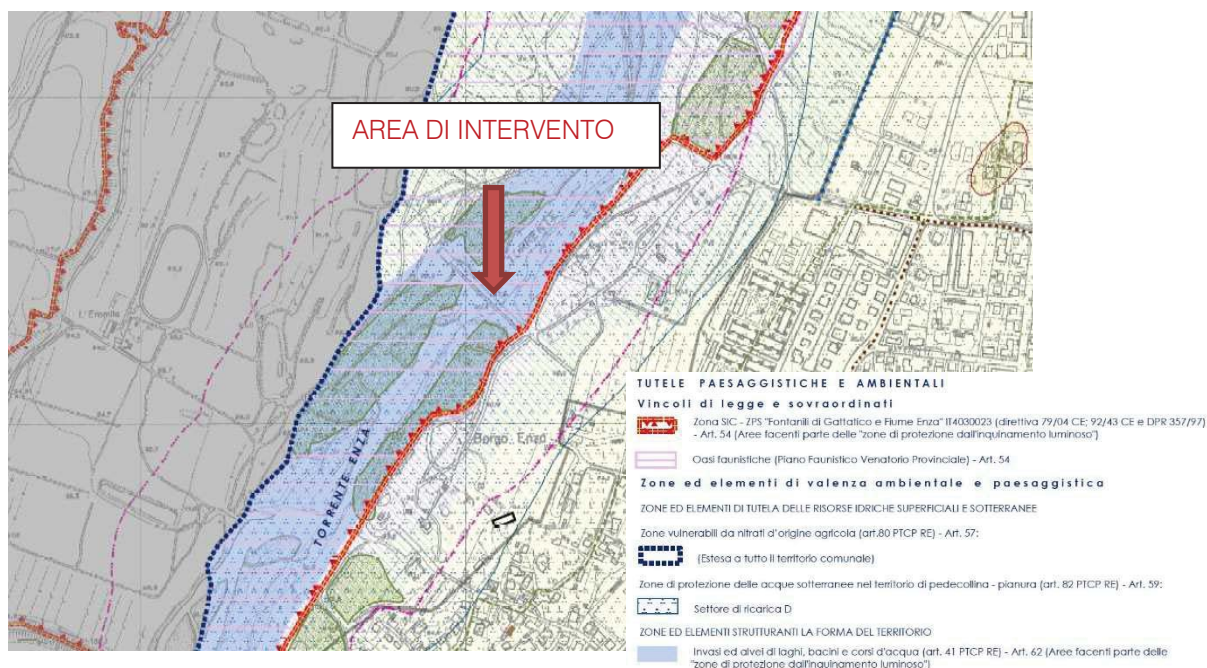 AREA DI INTERVENTO
L'Eremita
Borgo Enza
TORRENTE ENZA
TUTELE PAESAGGISTICHE E AMBIENTALI
Vincoli di legge e sovraordinati
Zona SIC - ZPS "Fontanili di Gattatico e Fiume Enza" IT4030023 (direttiva 79/04 CE; 92/43 CE e DPR 357/97)
- Art. 54 (Aree facenti parte delle "zone di protezione dall'inquinamento luminoso")
Oasi faunistiche (Piano Faunistico Venatorio Provinciale) - Art. 54
Zone ed elementi di valenza ambientale e paesaggistica
ZONE ED ELEMENTI DI TUTELA DELLE RISORSE IDRICHE SUPERFICIALI E SOTTERRANEE
Zone vulnerabili da nitrati d'origine agricola (art.80 PTCP RE) - Art. 57:
(Estesa a tutto il territorio comunale)
Zone di protezione delle acque sotterranee nel territorio di pedecollina - pianura (art. 82 PTCP RE) - Art. 59:
Settore di ricarica D
ZONE ED ELEMENTI STRUTTURANTI LA FORMA DEL TERRITORIO
Invasi ed alvei di laghi, bacini e corsi d'acqua (art. 41 PTCP RE) - Art. 62 (Aree facenti parte delle
"zone di protezione dall'inquinamento luminoso")